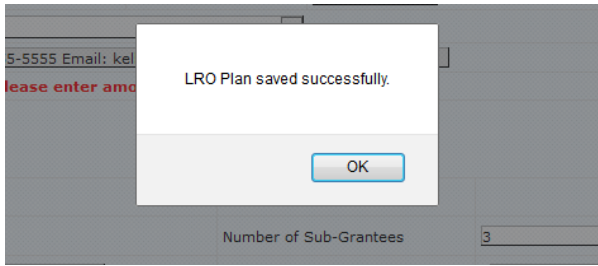 5-5555 Email: kel
lease enter amo
LRO Plan saved successfully.
OK
Number of Sub-Grantees 3